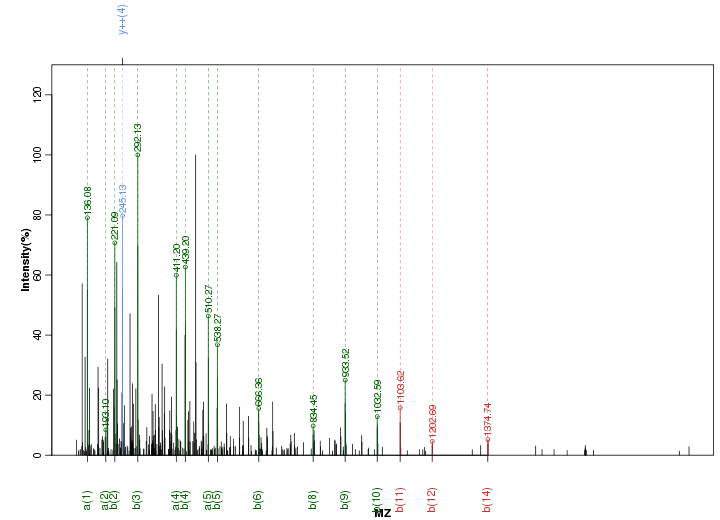 y++(4)
Intensity(%)
0
20
40
60
80
100
120
136.08
193.10
221.09
245.13
292.13
411.20
439.20
510.27
538.27
666.36
834.45
933.52
1032.59
1103.62
1202.69
1374.74
a(1)
a(2)
b(2)
b(3)
a(4)
b(4)
a(5)
b(5)
b(6)
b(8)
b(9)
b(10)
b(11)
b(12)
b(14)
MZ